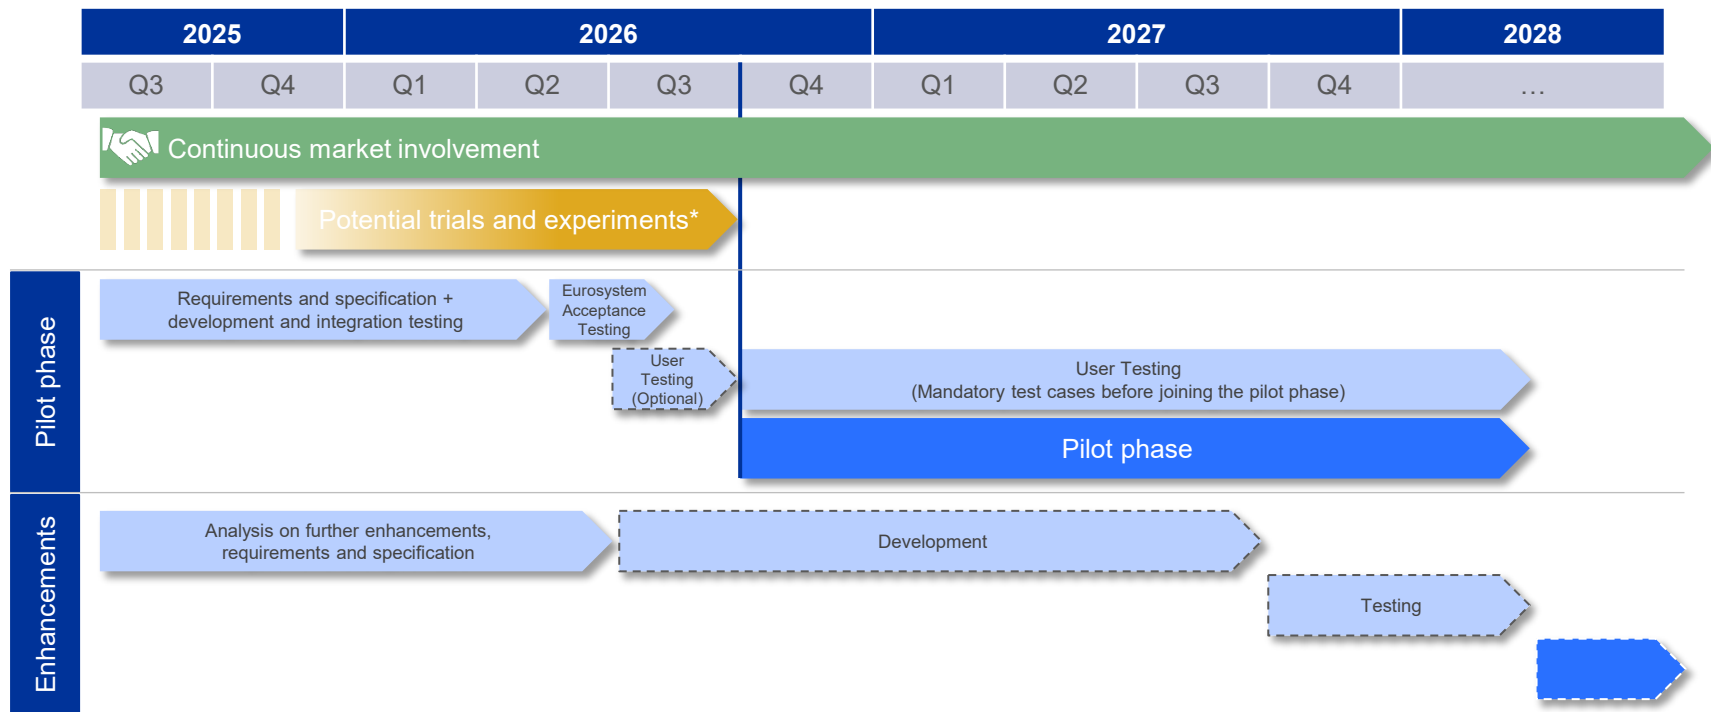 2025 2026 2027 2028
Q3 Q4 Q1 Q2 Q3 Q4 Q1 Q2 Q3 Q4 ...
Continuous market involvement
Potential trials and experiments*
Pilot phase
Requirements and specification +
development and integration testing
Eurosystem
Acceptance
Testing
User
Testing
(Optional)
User Testing
(Mandatory test cases before joining the pilot phase)
Pilot phase
Enhancements
Analysis on further enhancements,
requirements and specification
Development
Testing